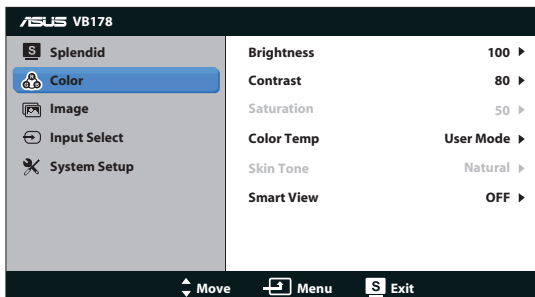 ASUS VB178
S Splendid
Color
Image
Input Select
System Setup
Brightness 100
Contrast 80
Saturation 50
Color Temp User Mode
Skin Tone Natural
Smart View OFF
Move Menu S Exit